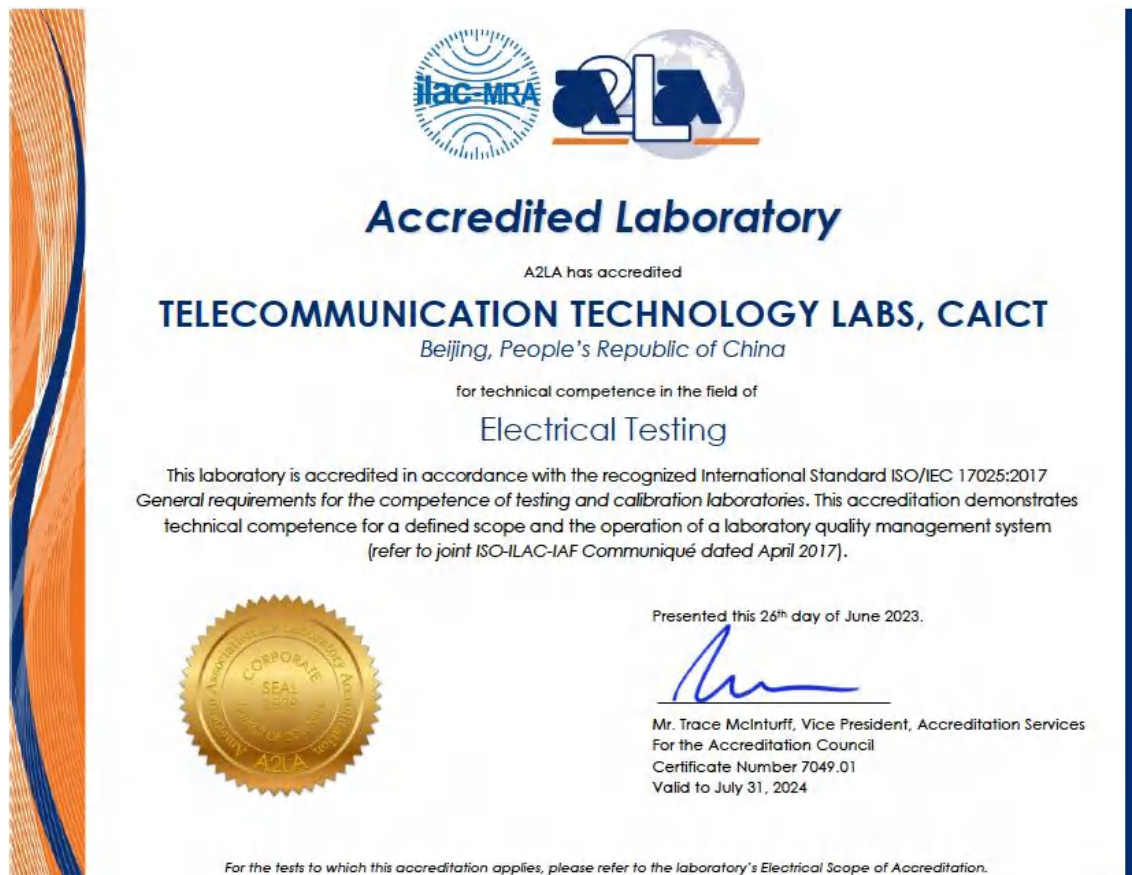 ilac-MRA
a2La
Accredited Laboratory
A2LA has accredited
TELECOMMUNICATION TECHNOLOGY LABS, CAICT
Beijing, People's Republic of China
for technical competence in the field of
Electrical Testing
This laboratory is accredited in accordance with the recognized International Standard ISO/IEC 17025:2017
General requirements for the competence of testing and calibration laboratories. This accreditation demonstrates
technical competence for a defined scope and the operation of a laboratory quality management system
(refer to joint ISO-ILAC-IAF Communiqué dated April 2017).
American Association for Laboratory Accreditation
CORPORATE
SEAL
1978
A2LA
Presented this 26th day of June 2023.
Mr. Trace McInturff, Vice President, Accreditation Services
For the Accreditation Council
Certificate Number 7049.01
Valid to July 31, 2024
For the tests to which this accreditation applies, please refer to the laboratory's Electrical Scope of Accreditation.